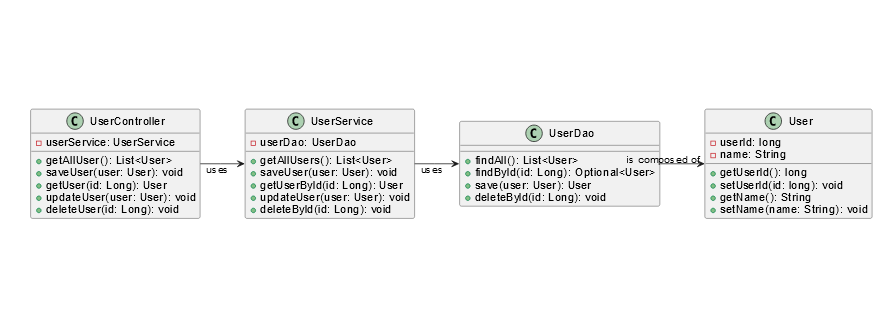 C UserController
userService: UserService
getAllUser(): List<User>
saveUser(user: User): void
getUser(id: Long): User
updateUser(user: User): void
deleteUser(id: Long): void
uses
C UserService
userDao: UserDao
getAllUsers(): List<User>
saveUser(user: User): void
getUserById(id: Long): User
updateUser(user: User): void
deleteById(id: Long): void
uses
C UserDao
findAll(): List<User>
findById(id: Long): Optional<User>
save(user: User): User
deleteById(id: Long): void
is composed of
C User
userId: long
name: String
getUserId(): long
setUserId(id: long): void
getName(): String
setName(name: String): void